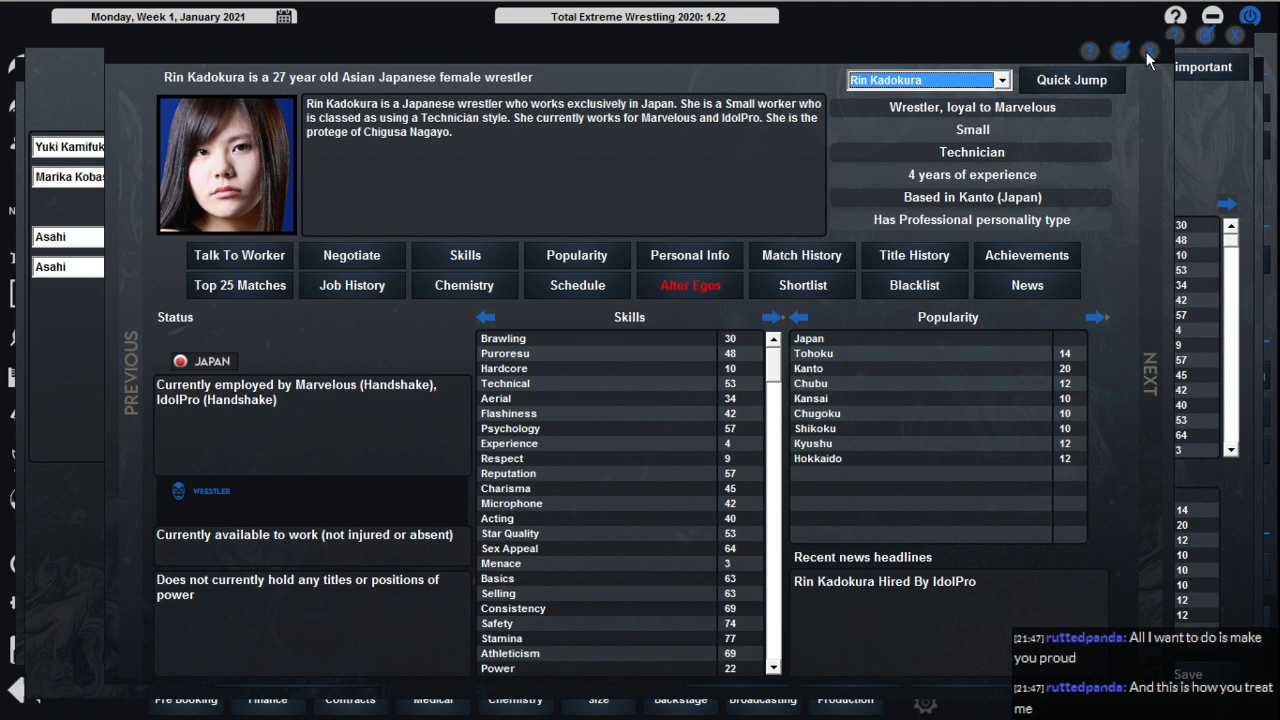 Monday, Week 1, January 2021
Total Extreme Wrestling 2020: 1.22
Rin Kadokura is a 27 year old Asian Japanese female wrestler
Rin Kadokura
Quick Jump
important
Rin Kadokura is a Japanese wrestler who works exclusively in Japan. She is a Small worker who
is classed as using a Technician style. She currently works for Marvelous and IdolPro. She is the
protege of Chigusa Nagayo.
Wrestler, loyal to Marvelous
Small
Technician
4 years of experience
Based in Kanto (Japan)
Has Professional personality type
Yuki Kamifuk
Marika Kobas
Asahi
Asahi
Talk To Worker
Negotiate
Skills
Popularity
Personal Info
Match History
Title History
Achievements
Top 25 Matches
Job History
Chemistry
Schedule
Alter Egos
Shortlist
Blacklist
News
PREVIOUS
NEXT
Status
JAPAN
Currently employed by Marvelous (Handshake),
IdolPro (Handshake)
WRESTLER
Currently available to work (not injured or absent)
Does not currently hold any titles or positions of
power
Skills
Brawling 30
Puroresu 48
Hardcore 10
Technical 53
Aerial 34
Flashiness 42
Psychology 57
Experience 4
Respect 9
Reputation 57
Charisma 45
Microphone 42
Acting 40
Star Quality 53
Sex Appeal 64
Menace 3
Basics 63
Selling 63
Consistency 69
Safety 74
Stamina 77
Athleticism 69
Power 22
Popularity
Japan
Tohoku 14
Kanto 20
Chubu 12
Kansai 10
Chugoku 10
Shikoku 10
Kyushu 12
Hokkaido 12
Recent news headlines
Rin Kadokura Hired By IdolPro
30
48
10
53
34
42
57
4
9
57
45
42
40
53
64
3
14
20
12
10
10
10
12
12
Save
[21:47] ruttedpanda: All I want to do is make
you proud
[21:47] ruttedpanda: And this is how you treat
me
Pre Booking
Finance
Contracts
Medical
Chemistry
Size
Backstage
Broadcasting
Production